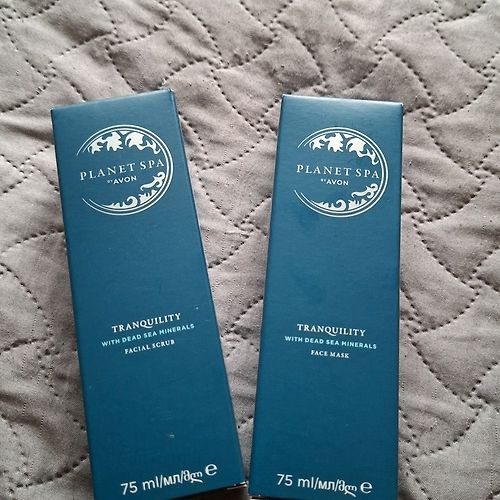 PLANET SPA
BY AVON
TRANQUILITY
WITH DEAD SEA MINERALS
FACIAL SCRUB
75 ml/мл/მლ ℮
PLANET SPA
BY AVON
TRANQUILITY
WITH DEAD SEA MINERALS
FACE MASK
75 ml/мл/მლ ℮